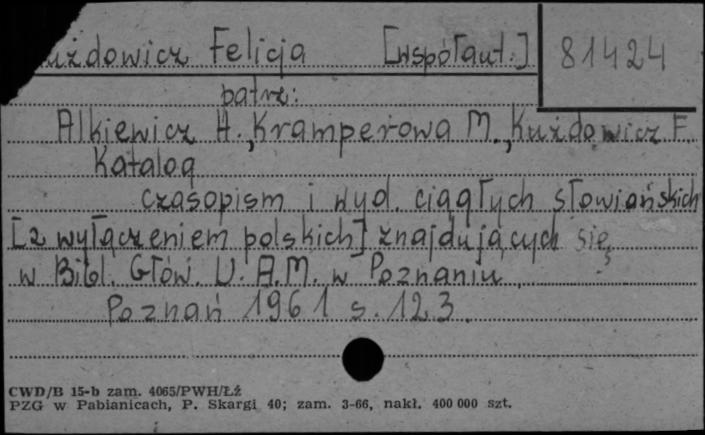 użdowicz Felicja [współaut.] 81424
patrz:
Alkiewicz H., Kramperowa M., Kużdowicz F.
Katalog
czasopism i wyd. ciągłych słowiańskich
[z wyłączeniem polskich] znajdujących się
w Bibl. Głów. U.A.M. w Poznaniu
Poznań 1961 s. 123.
CWD/B 15-b zam. 4065/PWH/Łź
PZG w Pabianicach, P. Skargi 40; zam. 3-66, nakł. 400 000 szt.